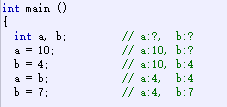 int main ()
{
int a, b; // a:?, b:?
a = 10; // a:10, b:?
b = 4; // a:10, b:4
a = b; // a:4, b:4
b = 7; // a:4, b:7